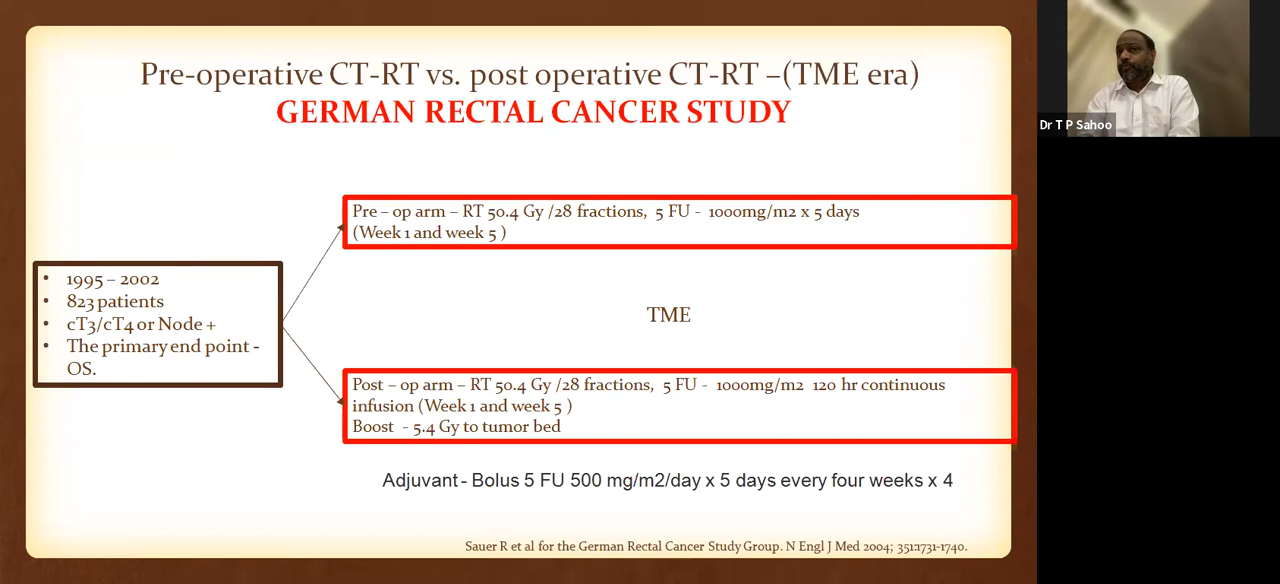 Pre-operative CT-RT vs. post operative CT-RT –(TME era)
GERMAN RECTAL CANCER STUDY
Pre – op arm – RT 50.4 Gy /28 fractions, 5 FU - 1000mg/m2 x 5 days
(Week 1 and week 5 )
• 1995 – 2002
• 823 patients
• cT3/cT4 or Node +
• The primary end point -
OS.
TME
Post – op arm – RT 50.4 Gy /28 fractions, 5 FU - 1000mg/m2 120 hr continuous
infusion (Week 1 and week 5 )
Boost - 5.4 Gy to tumor bed
Adjuvant - Bolus 5 FU 500 mg/m2/day x 5 days every four weeks x 4
Sauer R et al for the German Rectal Cancer Study Group. N Engl J Med 2004; 351:1731-1740.
Dr T P Sahoo